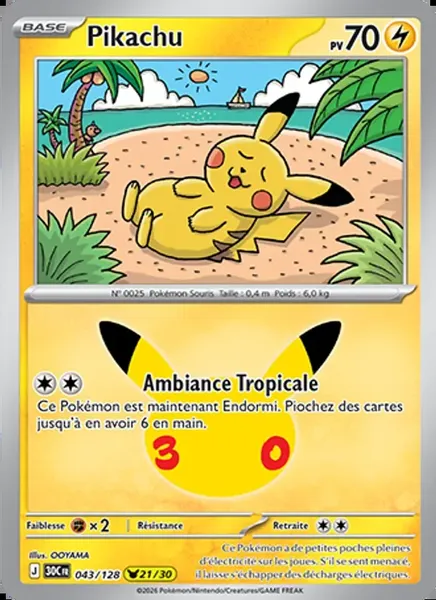 BASE Pikachu PV 70
N° 0025 Pokémon Souris Taille : 0,4 m Poids : 6,0 kg
Ambiance Tropicale
Ce Pokémon est maintenant Endormi. Piochez des cartes
jusqu'à en avoir 6 en main.
3 0
Faiblesse × 2 Résistance Retraite
Illus. OOYAMA
J 30C FR 043/128 21/30
Ce Pokémon a de petites poches pleines
d'électricité sur les joues. S'il se sent menacé,
il laisse s'échapper des décharges électriques.
©2026 Pokémon/Nintendo/Creatures/GAME FREAK